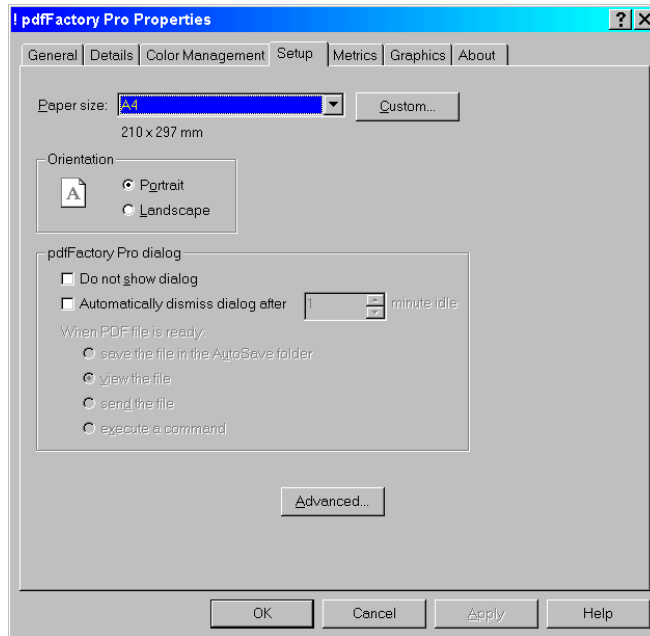 ! pdfFactory Pro Properties
General Details Color Management Setup Metrics Graphics About
Paper size: A4 Custom...
210 x 297 mm
Orientation
A
Portrait
Landscape
pdfFactory Pro dialog
Do not show dialog
Automatically dismiss dialog after 1 minute idle
When PDF file is ready:
save the file in the AutoSave folder
view the file
send the file
execute a command
Advanced...
OK Cancel Apply Help